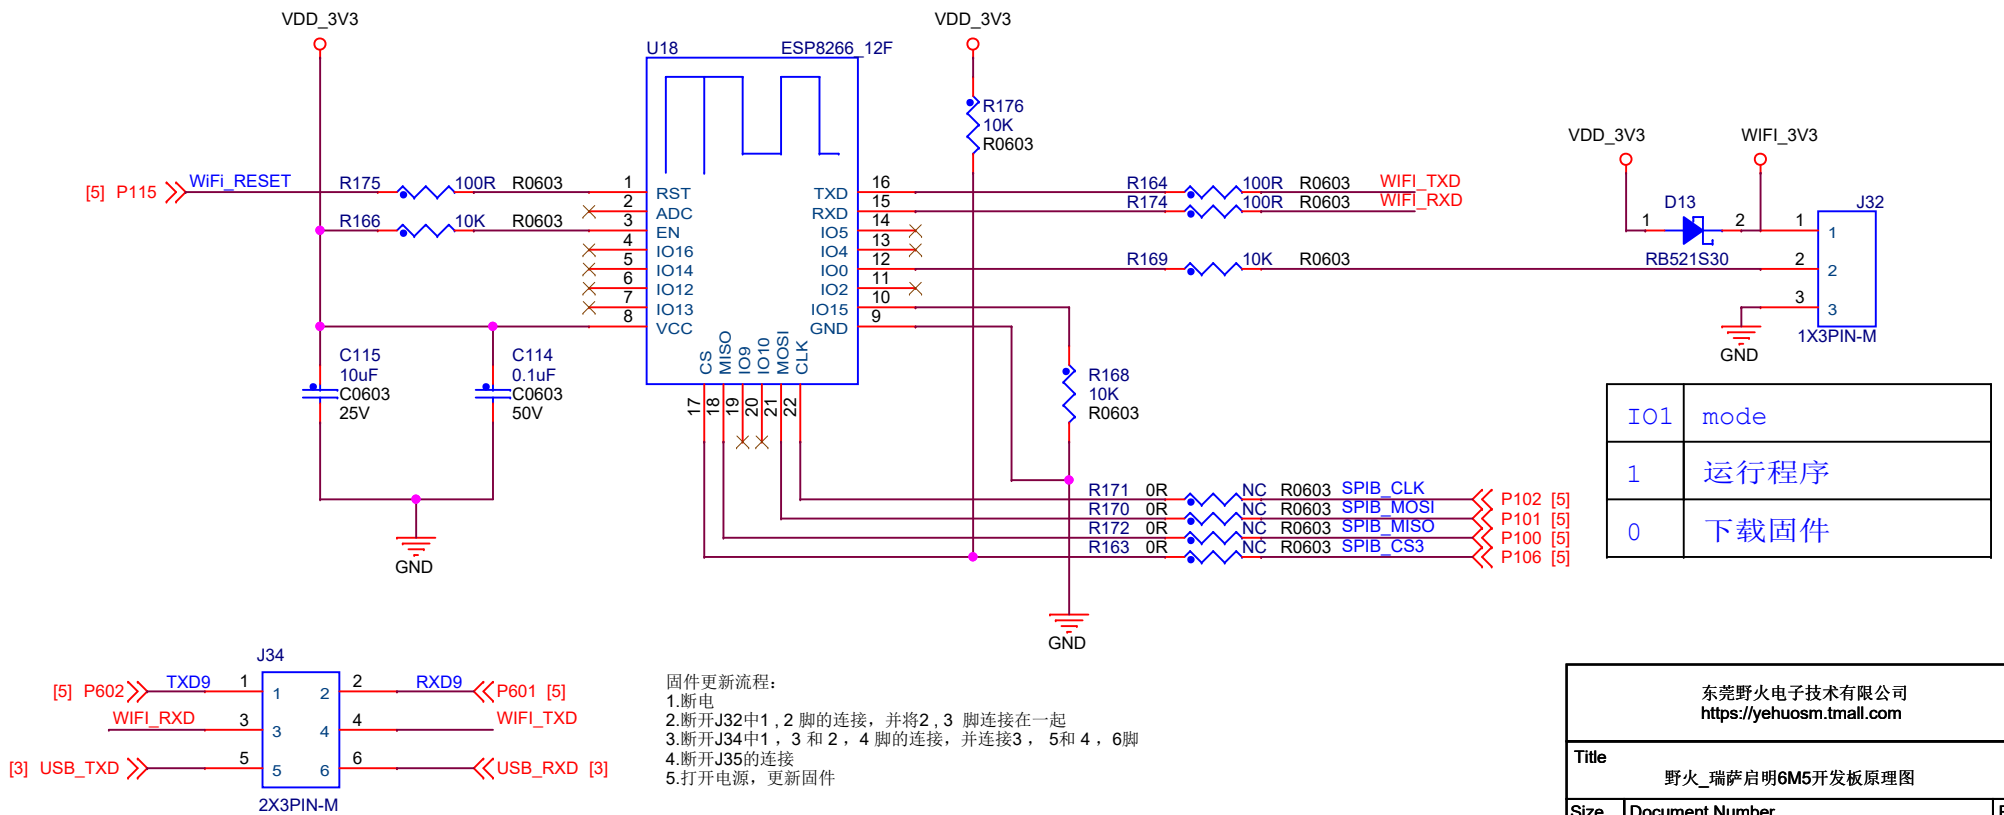 VDD_3V3
VDD_3V3
U18 ESP8266_12F
R176
10K
R0603
VDD_3V3 WIFI_3V3
[5] P115 WiFi_RESET R175 100R R0603 1 RST
2 ADC
R166 10K R0603 3 EN
4 IO16
5 IO14
6 IO12
7 IO13
8 VCC
TXD 16 R164 100R R0603 WIFI_TXD
RXD 15 R174 100R R0603 WIFI_RXD
IO5 14
IO4 13
IO0 12 R169 10K R0603
IO2 11
IO15 10
GND 9
CS MISO IO9 IO10 MOSI CLK
17 18 19 20 21 22
D13 J32
1 2 1 1
RB521S30 2 2
3 3
GND 1X3PIN-M
C115
10uF
C0603
25V
C114
0.1uF
C0603
50V
GND
R168
10K
R0603
R171 0R NC R0603 SPIB_CLK P102 [5]
R170 0R NC R0603 SPIB_MOSI P101 [5]
R172 0R NC R0603 SPIB_MISO P100 [5]
R163 0R NC R0603 SPIB_CS3 P106 [5]
GND
IO1 mode
1 运行程序
0 下载固件
J34
[5] P602 TXD9 1 1 2 2 RXD9 P601 [5]
WIFI_RXD 3 3 4 4 WIFI_TXD
[3] USB_TXD 5 5 6 6 USB_RXD [3]
2X3PIN-M
固件更新流程：
1.断电
2.断开J32中1 , 2 脚的连接，并将2 , 3 脚连接在一起
3.断开J34中1 ，3 和 2 ，4 脚的连接，并连接3 ， 5和 4 ，6脚
4.断开J35的连接
5.打开电源，更新固件
东莞野火电子技术有限公司
https://yehuosm.tmall.com
Title
野火_瑞萨启明6M5开发板原理图
Size Document Number